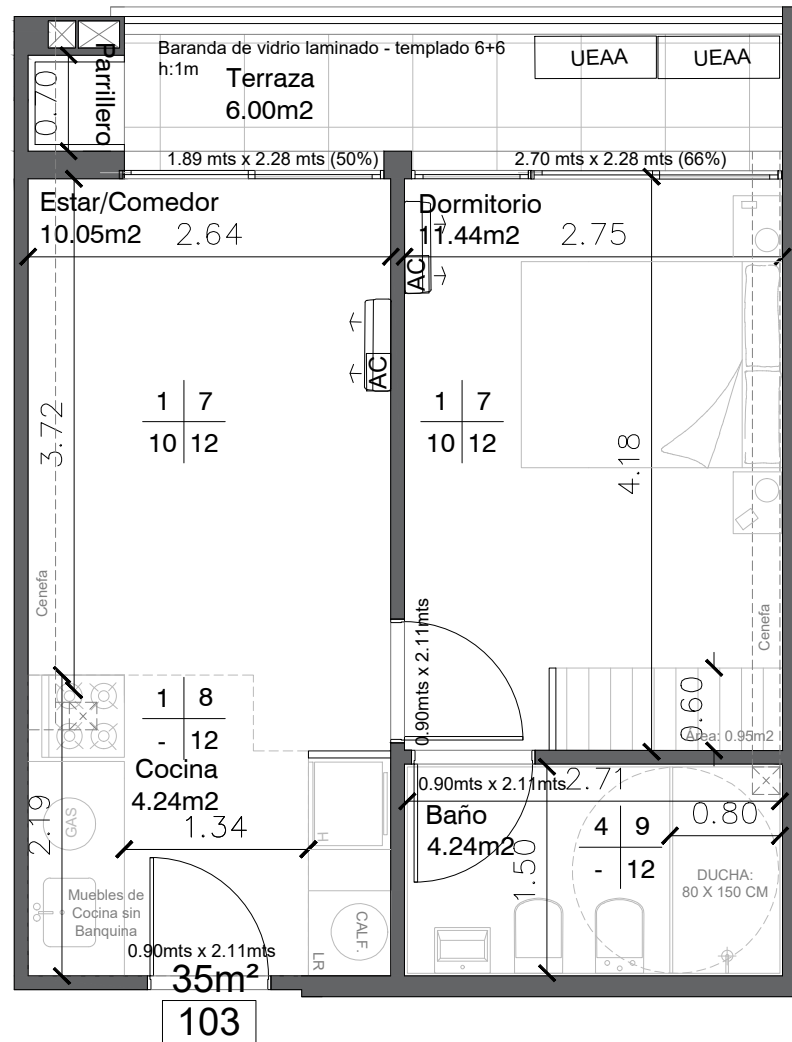 Baranda de vidrio laminado - templado 6+6
h:1m
Terraza
6.00m2
UEAA
UEAA
Parrillero
0.70
1.89 mts x 2.28 mts (50%)
2.70 mts x 2.28 mts (66%)
Estar/Comedor
10.05m2
2.64
Dormitorio
11.44m2
2.75
AC
AC
1 7
10 12
1 7
10 12
3.72
4.18
Cenefa
Cenefa
0.90mts x 2.11mts
0.60
Área: 0.95m2
1 8
- 12
Cocina
4.24m2
1.34
2.19
GAS
H
Muebles de
Cocina sin
Banquina
CALF.
LR
0.90mts x 2.11mts
0.90mts x 2.11mts
2.71
Baño
4.24m2
1.50
4 9
- 12
0.80
DUCHA:
80 X 150 CM
35m²
103